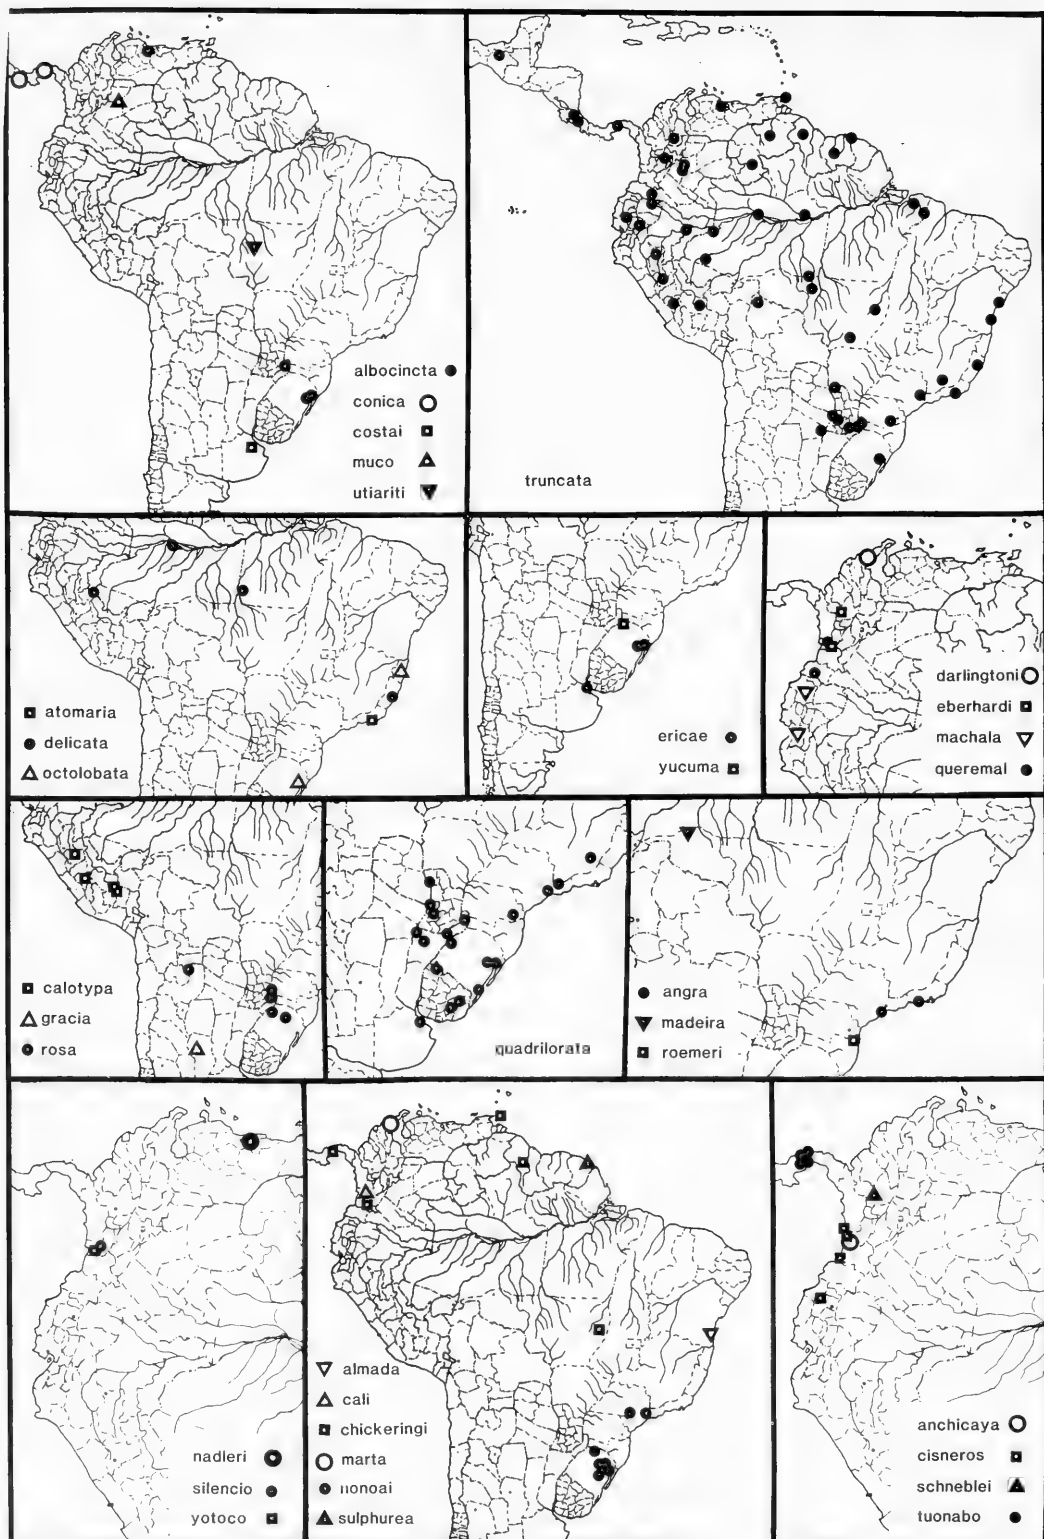 albocincta
conica
costai
muco
utiariti
truncata
atomaria
delicata
octolobata
ericae
yucuma
darlingtoni
eberhardi
machala
queremal
calotypa
gracia
rosa
quadrilorata
angra
madeira
roemeri
nadleri
silencio
yotoco
almada
cali
chickeringi
marta
nonoai
sulphurea
anchicaya
cisneros
schneblei
tuonabo